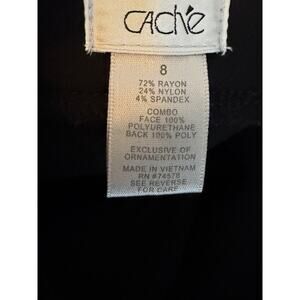 CACHÉ
8
72% RAYON
24% NYLON
4% SPANDEX
COMBO
FACE 100%
POLYURETHANE
BACK 100% POLY
EXCLUSIVE OF
ORNAMENTATION
MADE IN VIETNAM
RN #74578
SEE REVERSE
FOR CARE